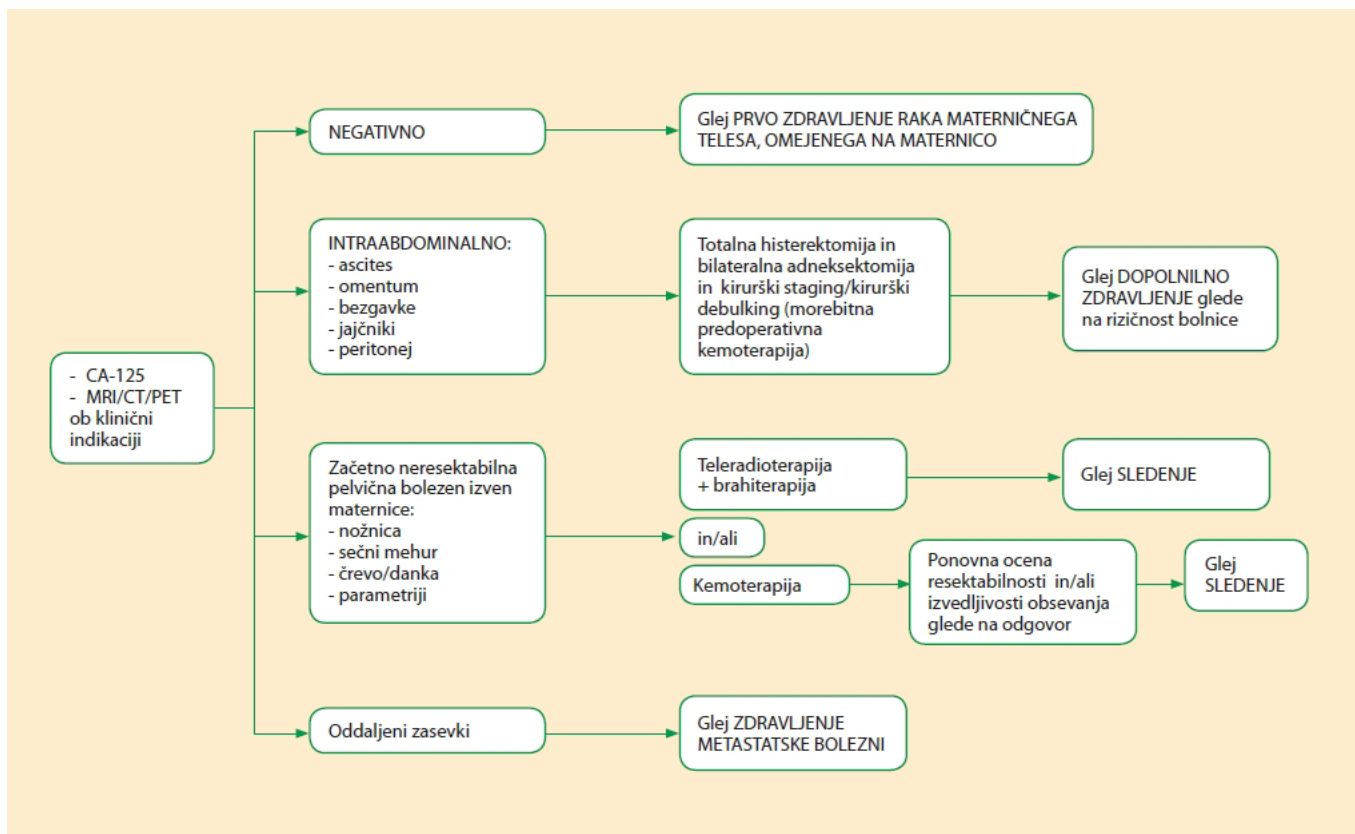 - CA-125
- MRI/CT/PET
ob klinični
indikaciji
NEGATIVNO
Glej PRVO ZDRAVLJENJE RAKA MATERNIČNEGA
TELESA, OMEJENEGA NA MATERNICO
INTRAABDOMINALNO:
- ascites
- omentum
- bezgavke
- jajčniki
- peritonej
Totalna histerektomija in
bilateralna adneksektomija
in kirurški staging/kirurški
debulking (morebitna
predoperativna
kemoterapija)
Glej DOPOLNILNO
ZDRAVLJENJE glede
na rizičnost bolnice
Začetno neresektabilna
pelvična bolezen izven
maternice:
- nožnica
- sečni mehur
- črevo/danka
- parametriji
Teleradioterapija
+ brahiterapija
Glej SLEDENJE
in/ali
Kemoterapija
Ponovna ocena
resektabilnosti in/ali
izvedljivosti obsevanja
glede na odgovor
Glej
SLEDENJE
Oddaljeni zasevki
Glej ZDRAVLJENJE
METASTATSKE BOLEZNI